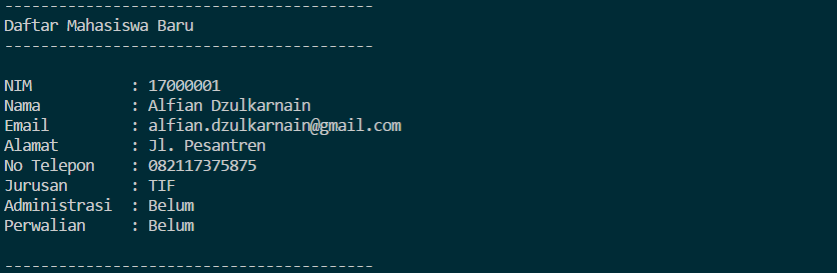 -----------------------------------------
Daftar Mahasiswa Baru
-----------------------------------------
NIM : 17000001
Nama : Alfian Dzulkarnain
Email : alfian.dzulkarnain@gmail.com
Alamat : Jl. Pesantren
No Telepon : 082117375875
Jurusan : TIF
Administrasi : Belum
Perwalian : Belum
-----------------------------------------